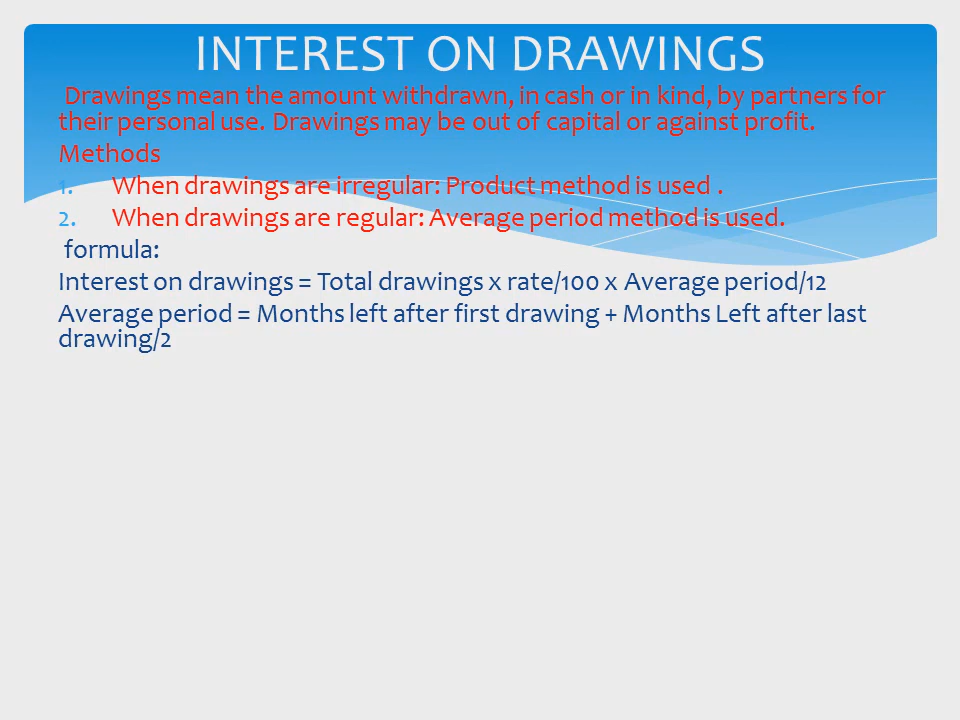 INTEREST ON DRAWINGS
Drawings mean the amount withdrawn, in cash or in kind, by partners for
their personal use. Drawings may be out of capital or against profit.
Methods
1. When drawings are irregular: Product method is used .
2. When drawings are regular: Average period method is used.
formula:
Interest on drawings = Total drawings x rate/100 x Average period/12
Average period = Months left after first drawing + Months Left after last
drawing/2